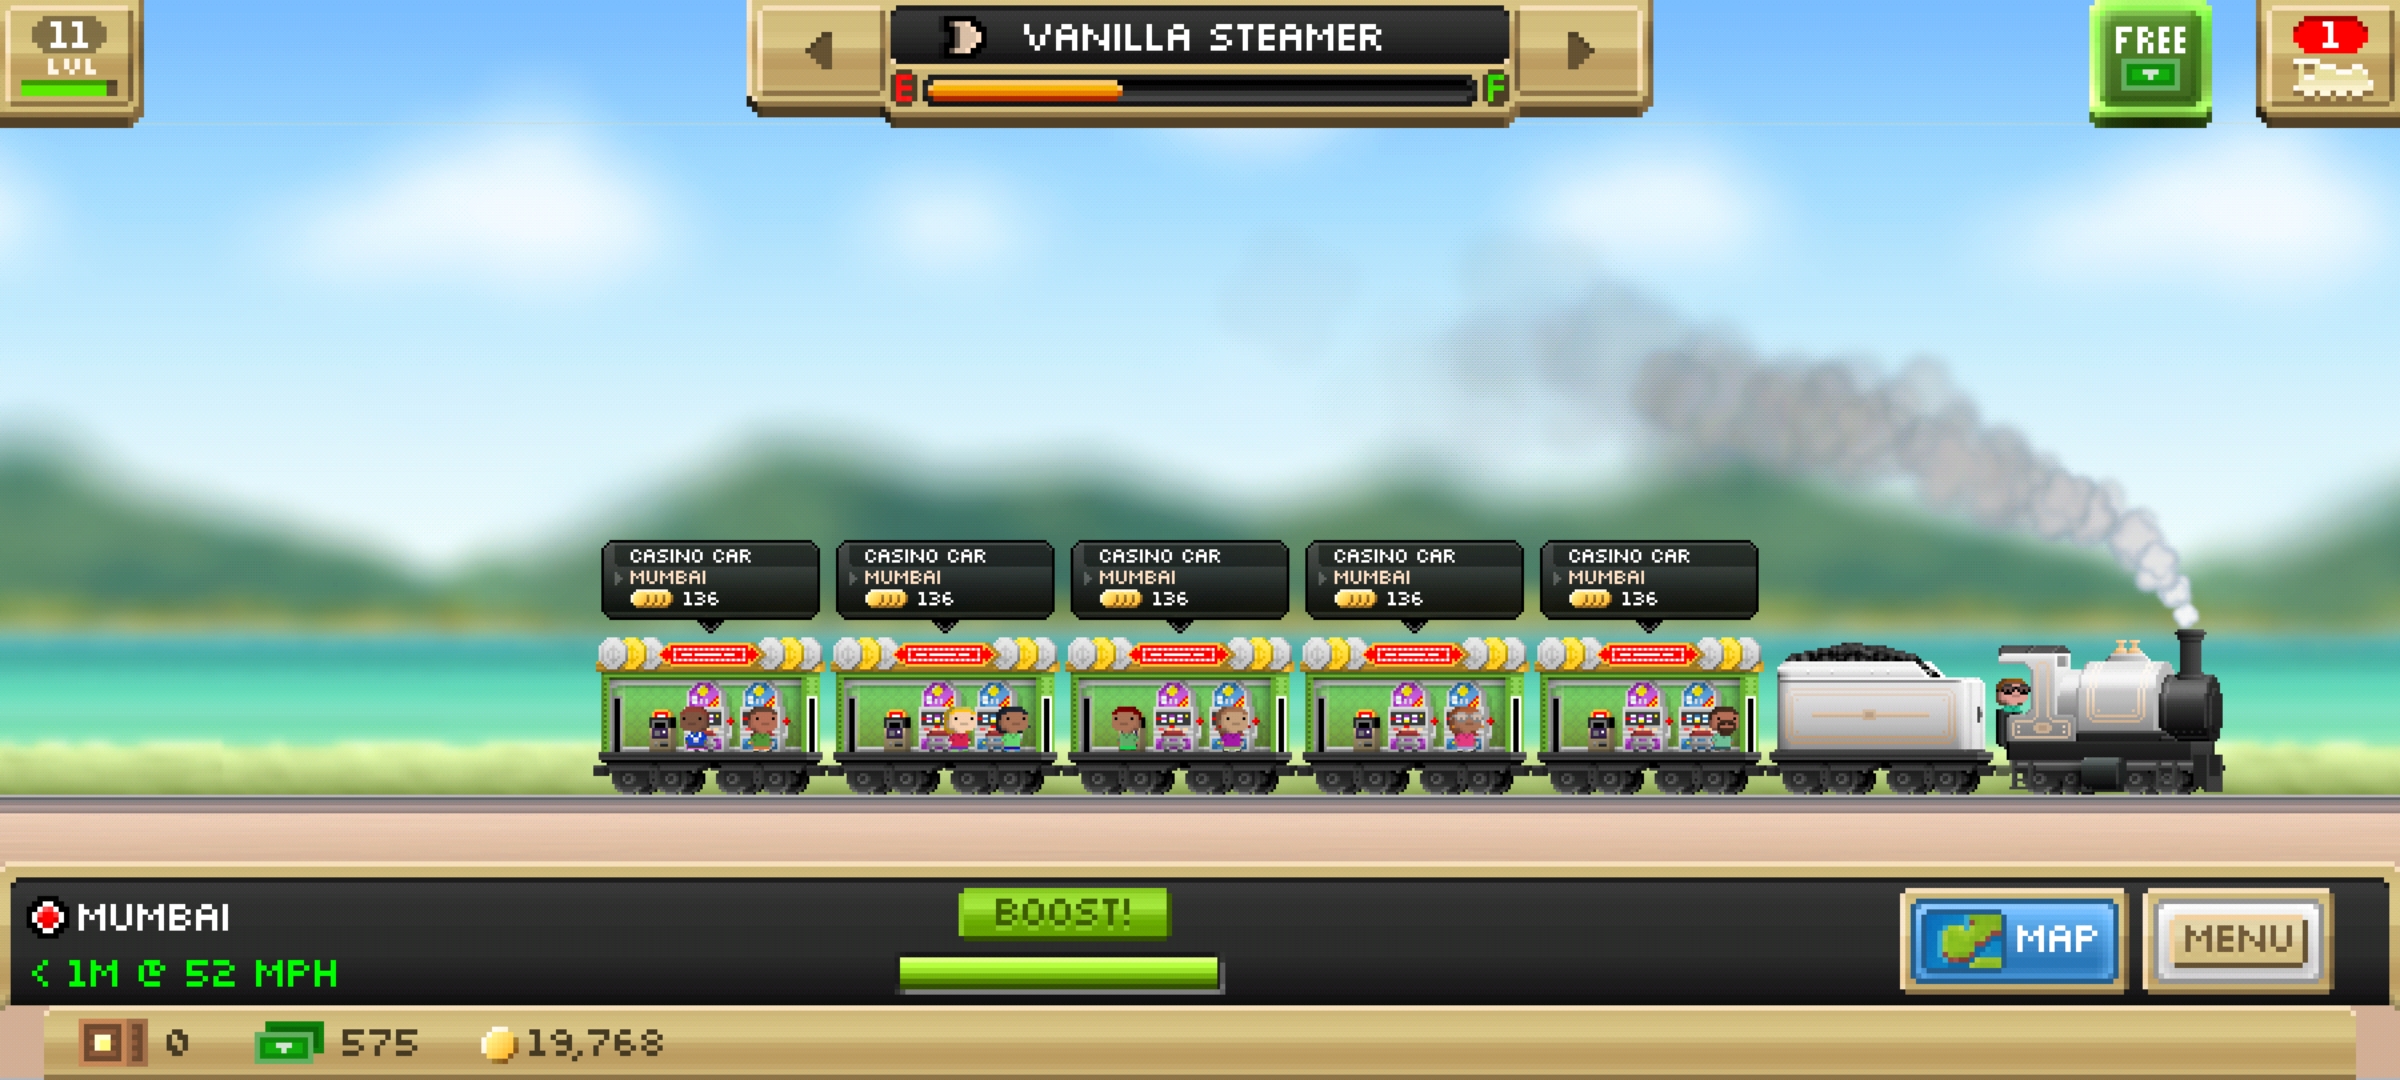 11
LVL
VANILLA STEAMER
E F
FREE
1
CASINO CAR
MUMBAI
136
CASINO CAR
MUMBAI
136
CASINO CAR
MUMBAI
136
CASINO CAR
MUMBAI
136
CASINO CAR
MUMBAI
136
MUMBAI
< 1M @ 52 MPH
BOOST!
MAP
MENU
0
575
19,768